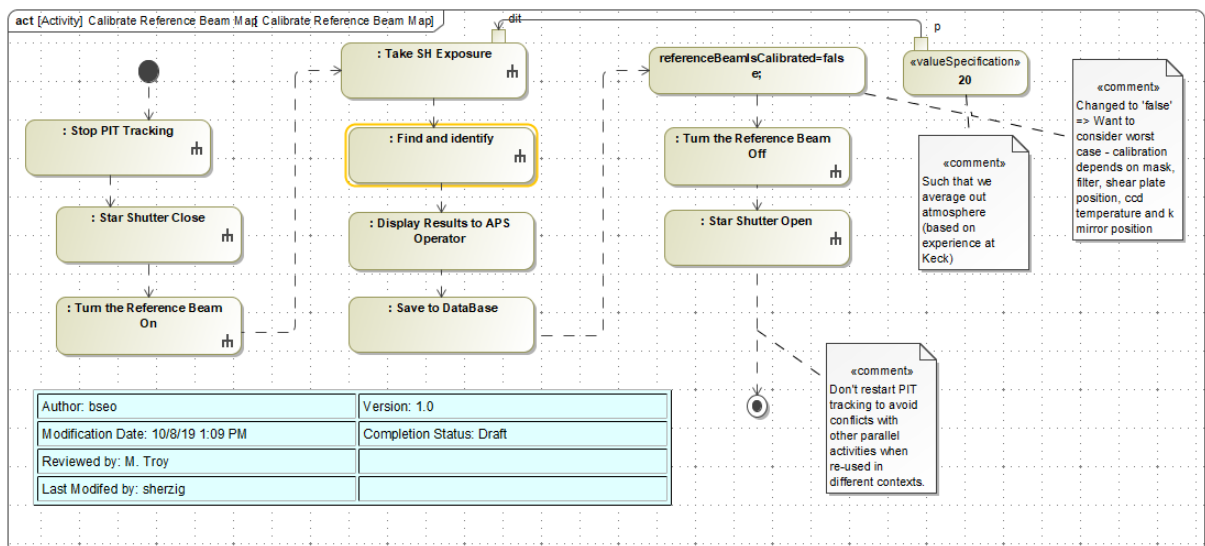 act [Activity] Calibrate Reference Beam Map[ Calibrate Reference Beam Map]
dit
p
: Stop PIT Tracking
: Star Shutter Close
: Turn the Reference Beam
On
: Take SH Exposure
: Find and identify
: Display Results to APS
Operator
: Save to DataBase
referenceBeamIsCalibrated=fals
e;
: Turn the Reference Beam
Off
: Star Shutter Open
«valueSpecification»
20
«comment»
Such that we
average out
atmosphere
(based on
experience at
Keck)
«comment»
Changed to 'false'
=> Want to
consider worst
case - calibration
depends on mask,
filter, shear plate
position, ccd
temperature and k
mirror position
«comment»
Don't restart PIT
tracking to avoid
conflicts with
other parallel
activities when
re-used in
different contexts.
Author: bseo
Version: 1.0
Modification Date: 10/8/19 1:09 PM
Completion Status: Draft
Reviewed by: M. Troy
Last Modifed by: sherzig